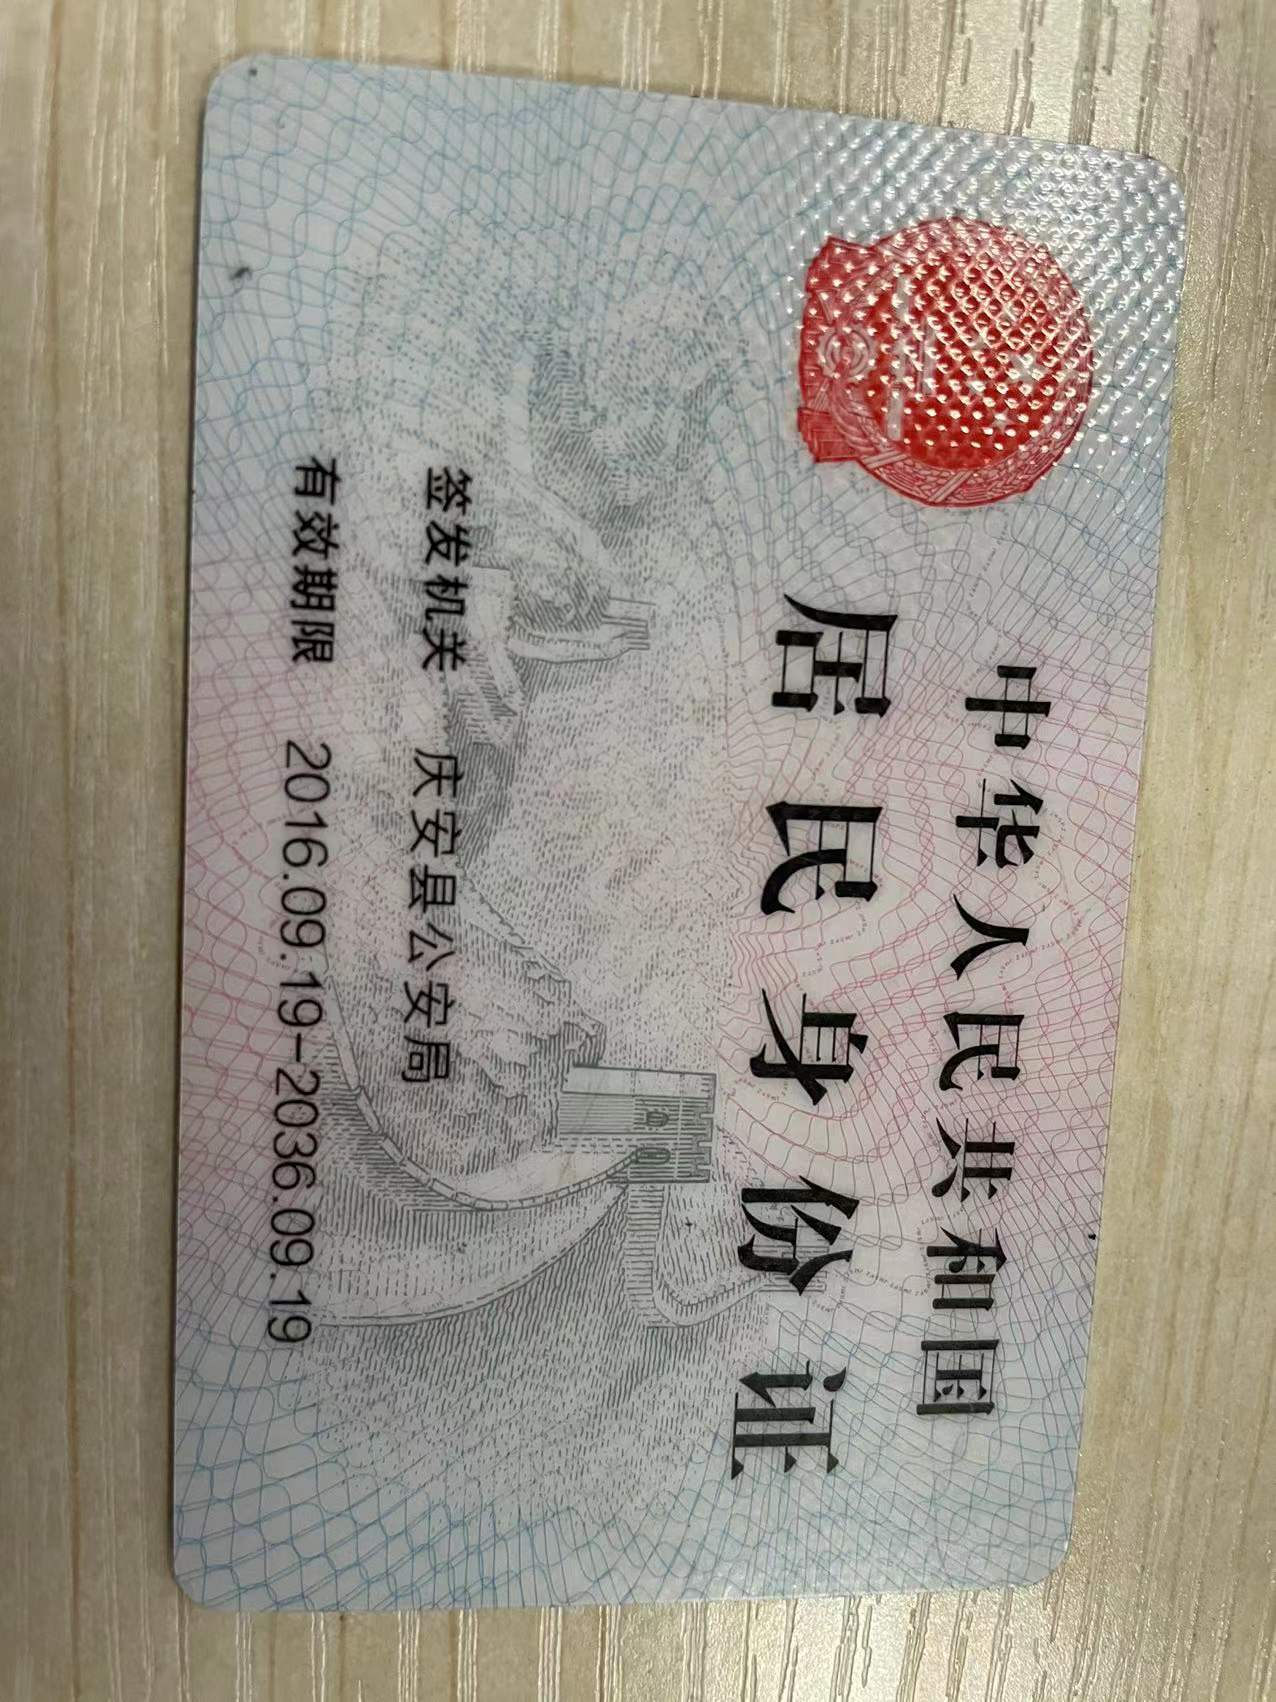 中华人民共和国
居民身份证
签发机关 庆安县公安局
有效期限 2016.09.19-2036.09.19